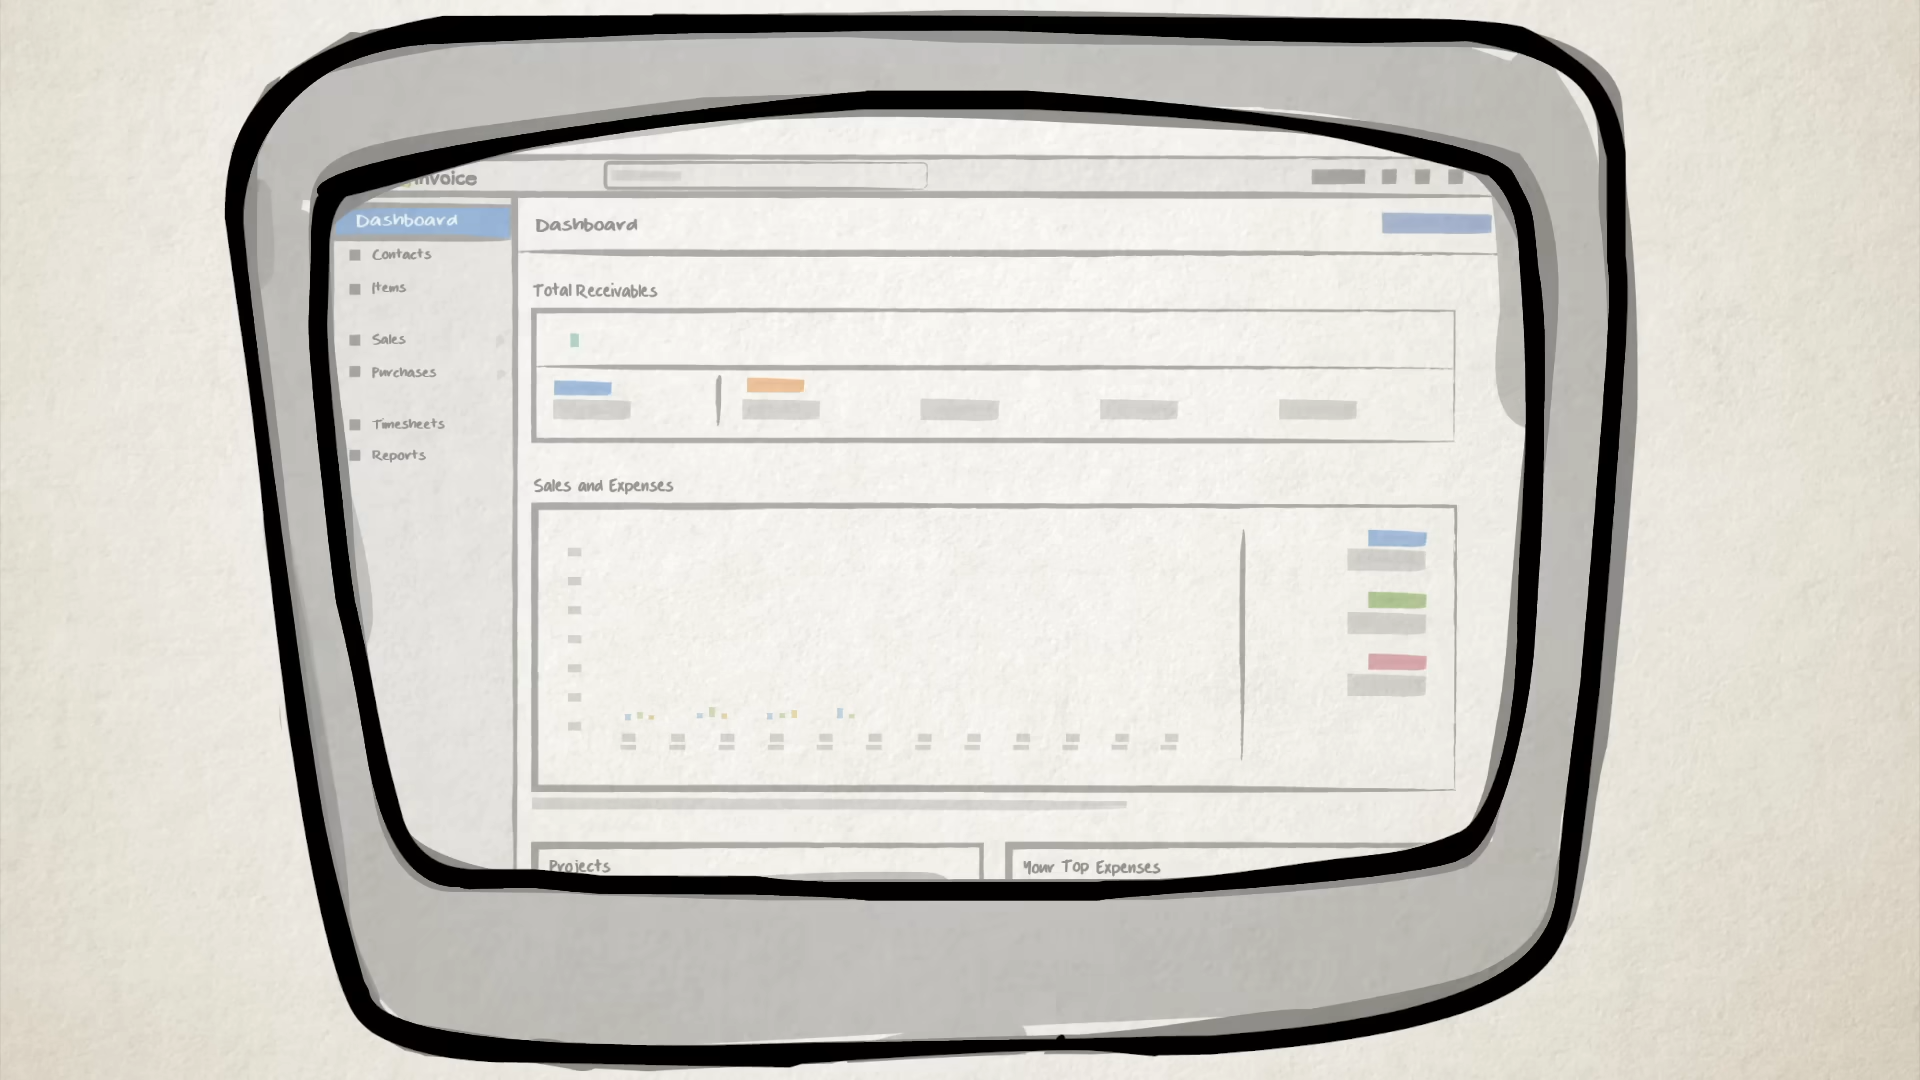 invoice
Dashboard
Dashboard
Contacts
Items
Sales
Purchases
Timesheets
Reports
Total Receivables
Sales and Expenses
Projects
Your Top Expenses